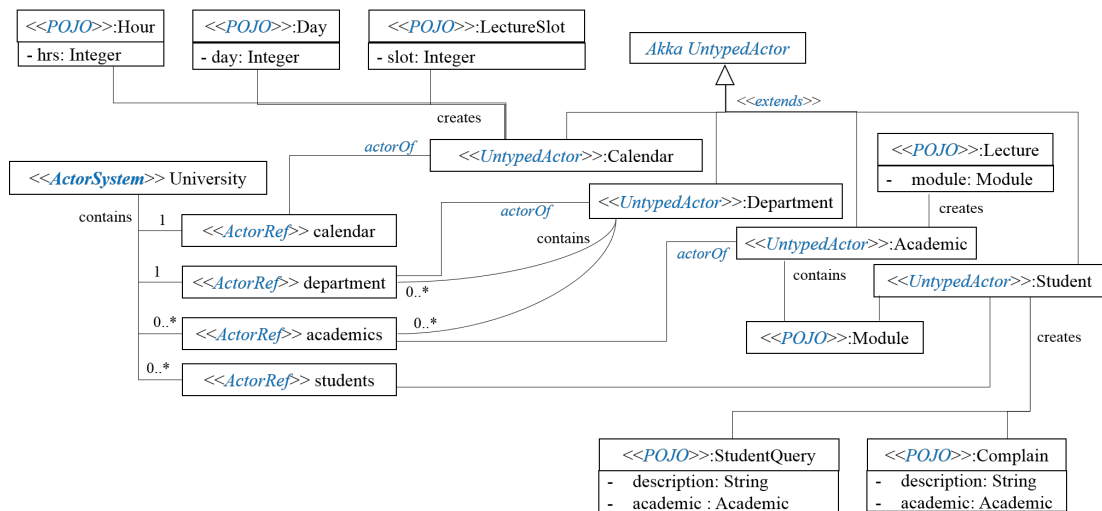 <<POJO>>:Hour
- hrs: Integer
<<POJO>>:Day
- day: Integer
<<POJO>>:LectureSlot
- slot: Integer
Akka UntypedActor
<<extends>>
creates
actorOf
<<UntypedActor>>:Calendar
<<POJO>>:Lecture
- module: Module
<<ActorSystem>> University
contains
<<UntypedActor>>:Department
actorOf
contains
creates
1
<<ActorRef>> calendar
<<UntypedActor>>:Academic
actorOf
1
<<ActorRef>> department
0..*
contains
<<UntypedActor>>:Student
0..*
<<ActorRef>> academics
0..*
<<POJO>>:Module
creates
0..*
<<ActorRef>> students
<<POJO>>:StudentQuery
- description: String
- academic : Academic
<<POJO>>:Complain
- description: String
- academic: Academic